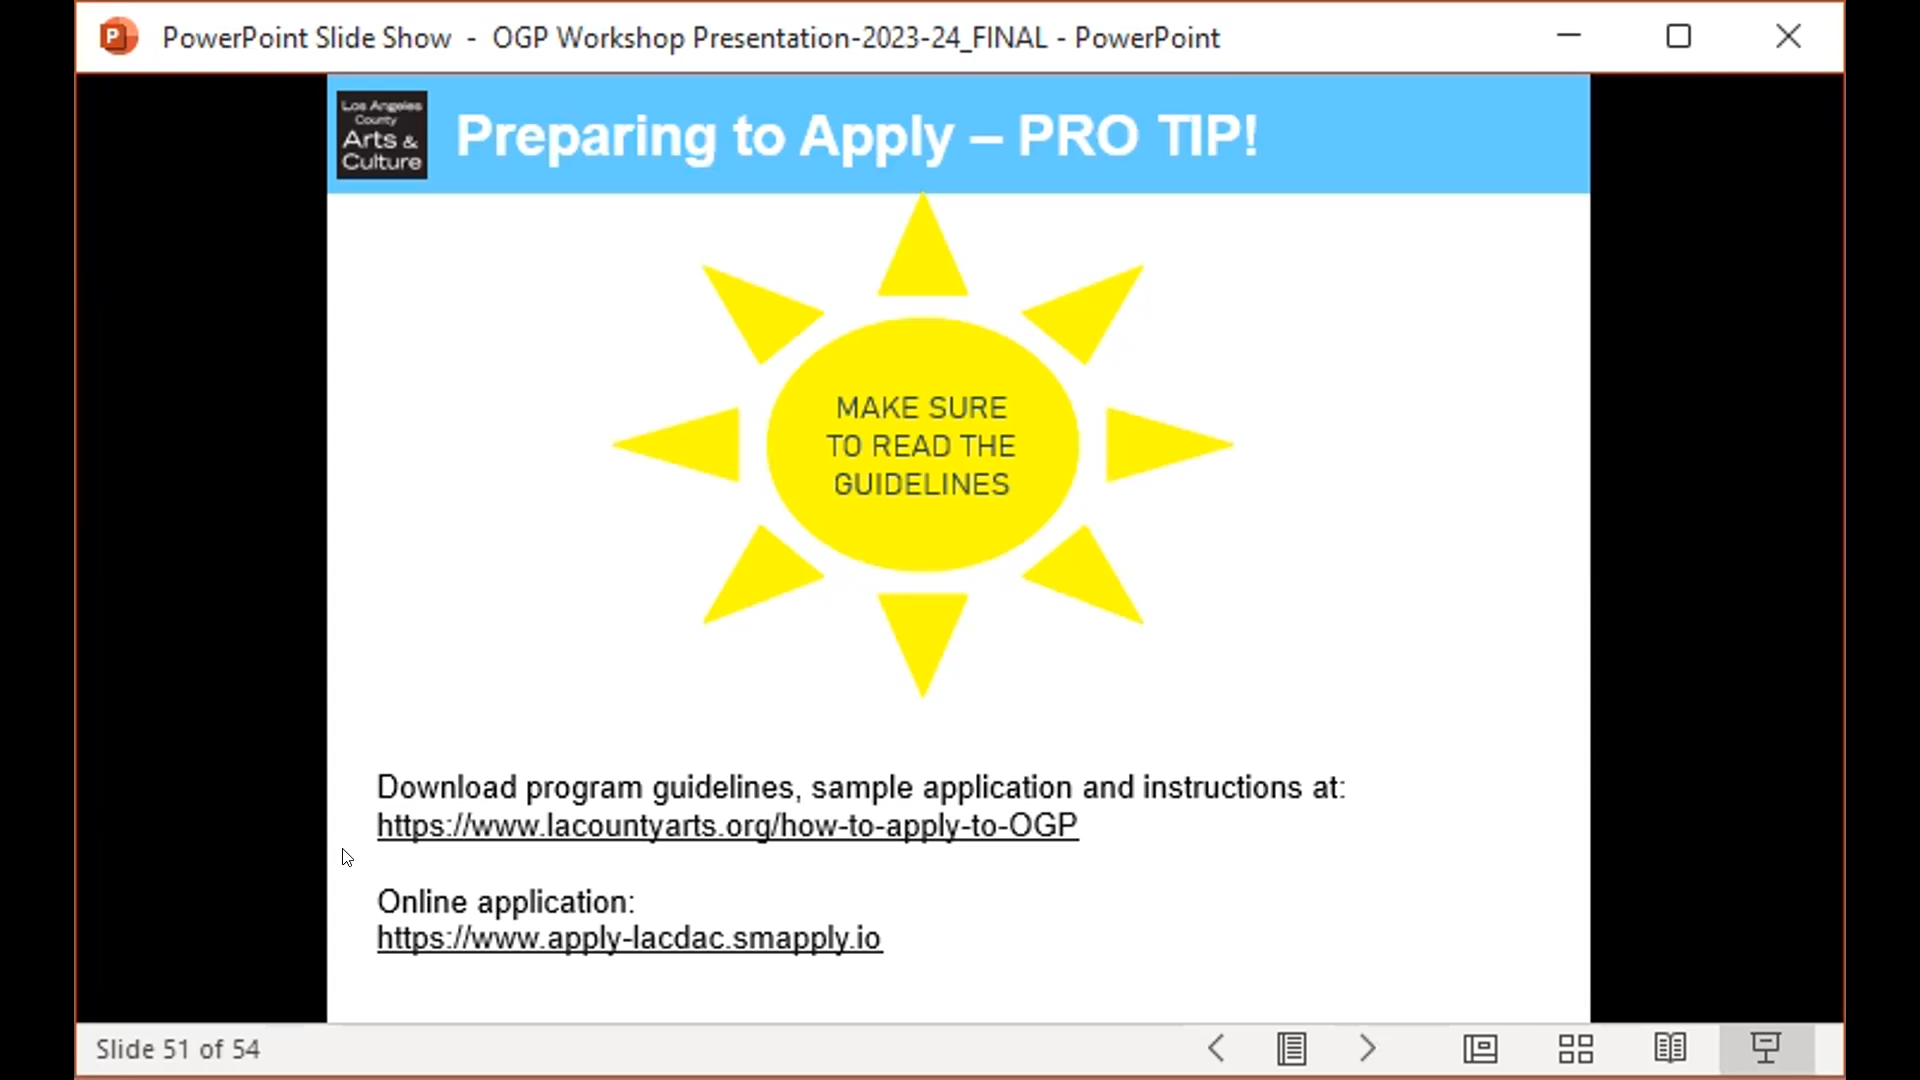 PowerPoint Slide Show - OGP Workshop Presentation-2023-24_FINAL - PowerPoint
Los Angeles
County
Arts &
Culture
Preparing to Apply – PRO TIP!
MAKE SURE
TO READ THE
GUIDELINES
Download program guidelines, sample application and instructions at:
https://www.lacountyarts.org/how-to-apply-to-OGP
Online application:
https://www.apply-lacdac.smapply.io
Slide 51 of 54